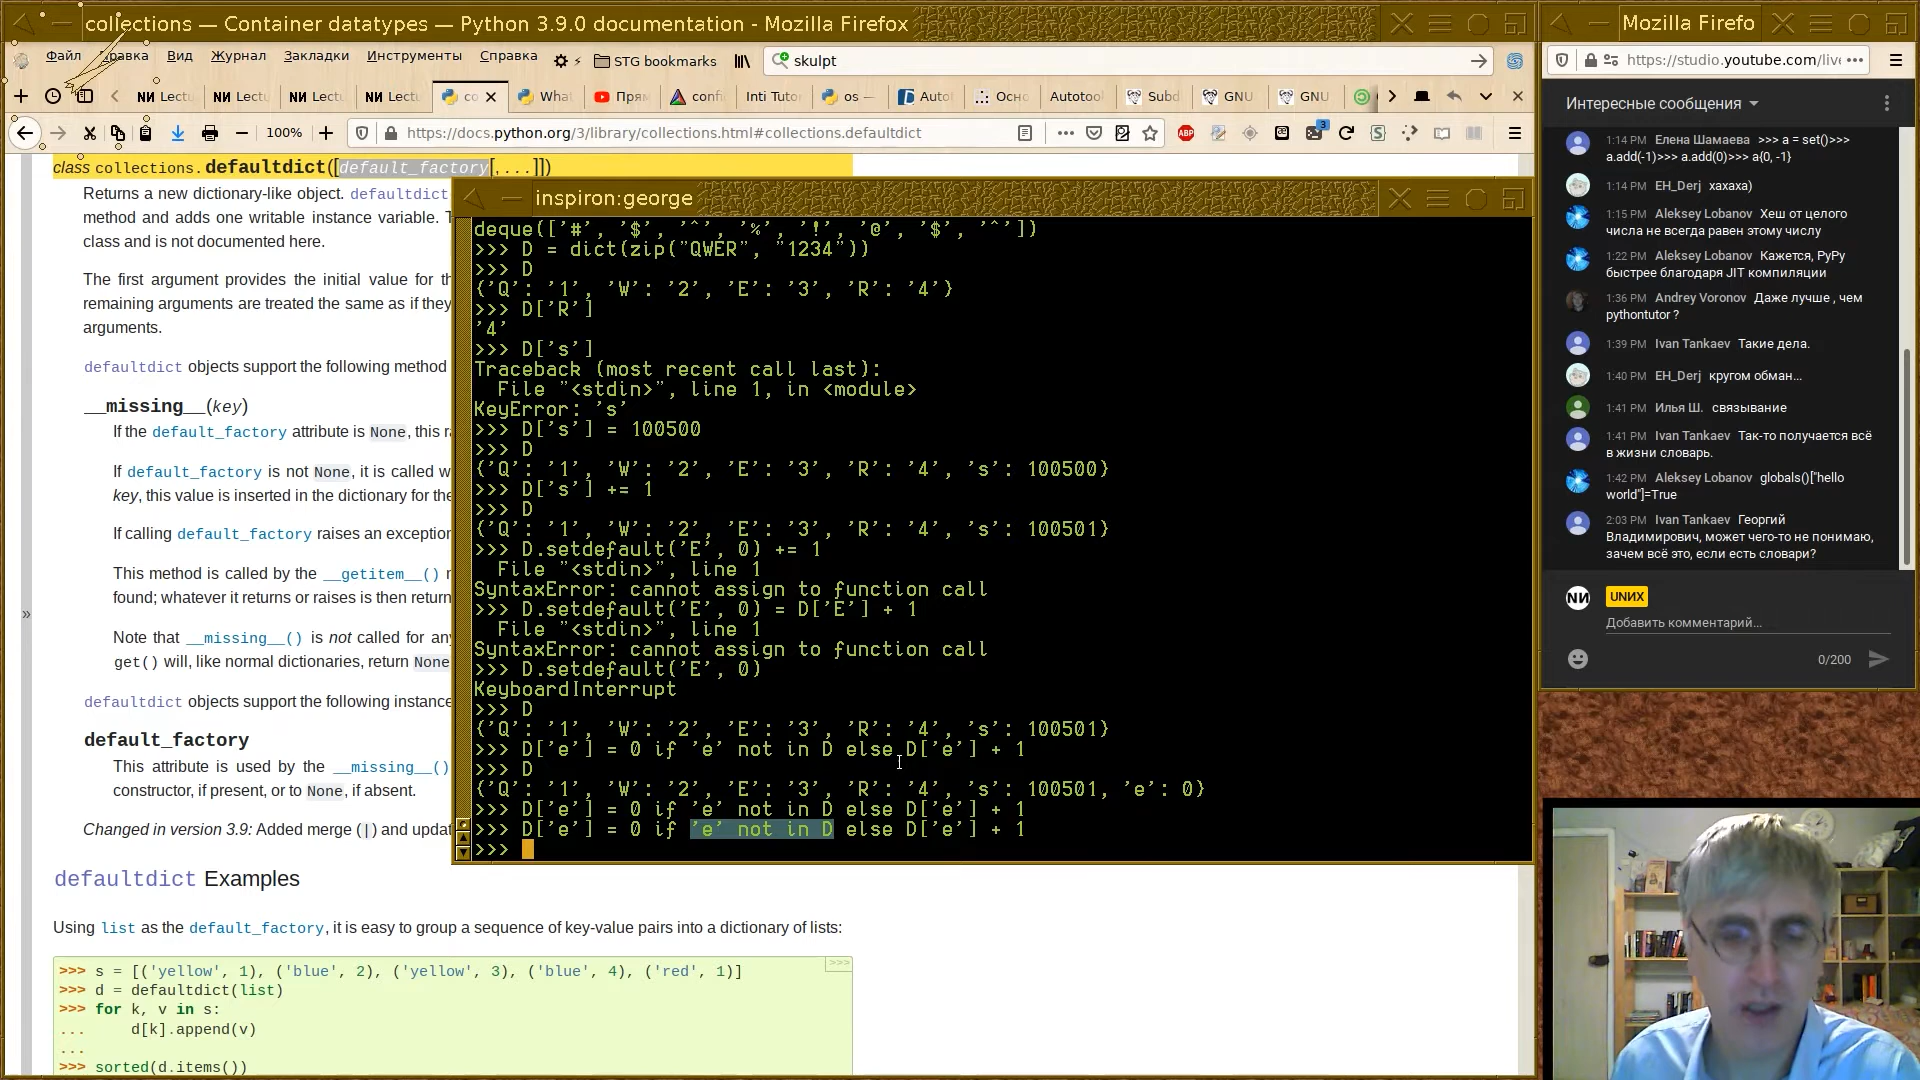 collections — Container datatypes — Python 3.9.0 documentation - Mozilla Firefox
Файл Правка Вид Журнал Закладки Инструменты Справка STG bookmarks skulpt
Lectu Lectu Lectu Lectu co What Прям confi Inti Tutor os — Autor Осно Autotool Subd GNU GNU
100% https://docs.python.org/3/library/collections.html#collections.defaultdict
class collections.defaultdict([default_factory[, ...]])
Returns a new dictionary-like object. defaultdict
method and adds one writable instance variable.
class and is not documented here.
The first argument provides the initial value for th
remaining arguments are treated the same as if they
arguments.
defaultdict objects support the following method
__missing__(key)
If the default_factory attribute is None, this ra
If default_factory is not None, it is called w
key, this value is inserted in the dictionary for the
If calling default_factory raises an exception
This method is called by the __getitem__() m
found; whatever it returns or raises is then return
Note that __missing__() is not called for any
get() will, like normal dictionaries, return None
defaultdict objects support the following instance
default_factory
This attribute is used by the __missing__()
constructor, if present, or to None, if absent.
Changed in version 3.9: Added merge (|) and updat
defaultdict Examples
Using list as the default_factory, it is easy to group a sequence of key-value pairs into a dictionary of lists:
>>>
>>> s = [('yellow', 1), ('blue', 2), ('yellow', 3), ('blue', 4), ('red', 1)]
>>> d = defaultdict(list)
>>> for k, v in s:
... d[k].append(v)
...
>>> sorted(d.items())
»
inspiron:george
deque(['#', '$', '^', '%', '!', '@', '$', '^'])
>>> D = dict(zip("QWER", "1234"))
>>> D
{'Q': '1', 'W': '2', 'E': '3', 'R': '4'}
>>> D['R']
'4'
>>> D['s']
Traceback (most recent call last):
File "<stdin>", line 1, in <module>
KeyError: 's'
>>> D['s'] = 100500
>>> D
{'Q': '1', 'W': '2', 'E': '3', 'R': '4', 's': 100500}
>>> D['s'] += 1
>>> D
{'Q': '1', 'W': '2', 'E': '3', 'R': '4', 's': 100501}
>>> D.setdefault('E', 0) += 1
File "<stdin>", line 1
SyntaxError: cannot assign to function call
>>> D.setdefault('E', 0) = D['E'] + 1
File "<stdin>", line 1
SyntaxError: cannot assign to function call
>>> D.setdefault('E', 0)
KeyboardInterrupt
>>> D
{'Q': '1', 'W': '2', 'E': '3', 'R': '4', 's': 100501}
>>> D['e'] = 0 if 'e' not in D else D['e'] + 1
>>> D
{'Q': '1', 'W': '2', 'E': '3', 'R': '4', 's': 100501, 'e': 0}
>>> D['e'] = 0 if 'e' not in D else D['e'] + 1
>>> D['e'] = 0 if 'e' not in D else D['e'] + 1
>>>
Mozilla Firefo
https://studio.youtube.com/live
Интересные сообщения
1:14 PM Елена Шамаева >>> a = set()>>>
a.add(-1)>>> a.add(0)>>> a{0, -1}
1:14 PM EH_Derj хахаха)
1:15 PM Aleksey Lobanov Хеш от целого
числа не всегда равен этому числу
1:22 PM Aleksey Lobanov Кажется, PyPy
быстрее благодаря JIT компиляции
1:36 PM Andrey Voronov Даже лучше , чем
pythontutor ?
1:39 PM Ivan Tankaev Такие дела.
1:40 PM EH_Derj кругом обман...
1:41 PM Илья Ш. связывание
1:41 PM Ivan Tankaev Так-то получается всё
в жизни словарь.
1:42 PM Aleksey Lobanov globals()["hello
world"]=True
2:03 PM Ivan Tankaev Георгий
Владимирович, может чего-то не понимаю,
зачем всё это, если есть словари?
UNИX
Добавить комментарий...
0/200